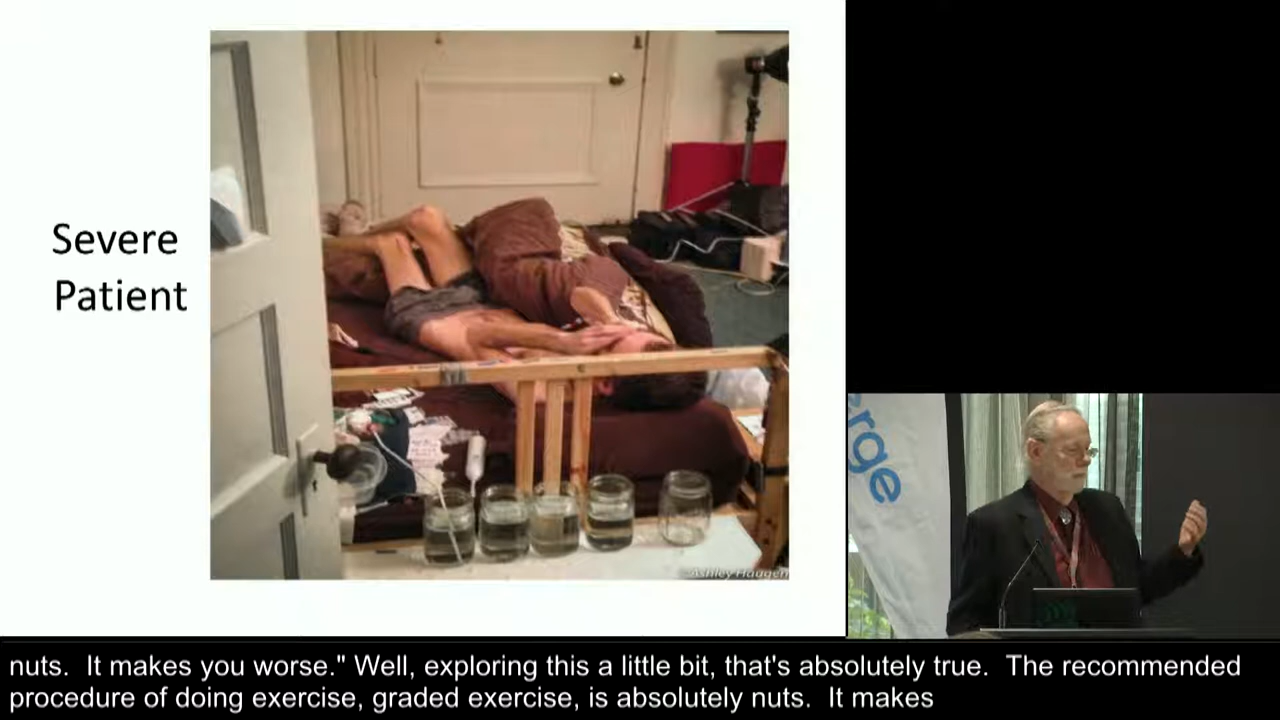 Severe
Patient
Ashley Haugen
erge
nuts.  It makes you worse." Well, exploring this a little bit, that's absolutely true.  The recommended
procedure of doing exercise, graded exercise, is absolutely nuts.  It makes